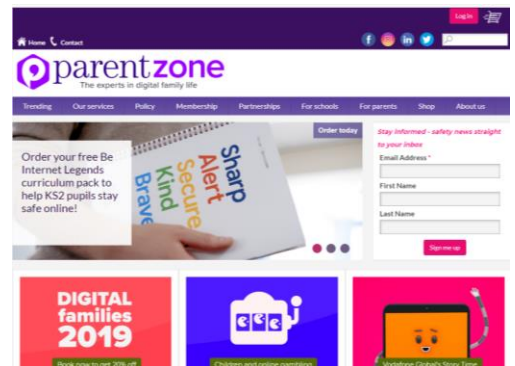 Log in
Home Contact
parentzone
The experts in digital family life
Trending Our services Policy Membership Partnerships For schools For parents Shop About us
Order your free Be
Internet Legends
curriculum pack to
help KS2 pupils stay
safe online!
Sharp
Alert
Secure
Kind
Brave
Order today
Stay informed - safety news straight
to your inbox
Email Address *
First Name
Last Name
Sign me up
DIGITAL
families
2019
Book now to get 20% off
Children and online gambling
Vodafone Global's Story Time